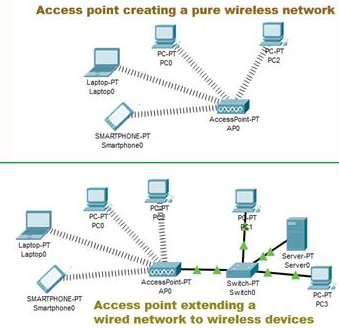 Access point creating a pure wireless network
PC-PT
PC0
PC-PT
PC2
Laptop-PT
Laptop0
AccessPoint-PT
AP0
SMARTPHONE-PT
Smartphone0
PC-PT
PC2
PC-PT
PC0
PC-PT
PC1
Laptop-PT
Laptop0
Server-PT
Server0
AccessPoint-PT
AP0
Switch-PT
Switch0
PC-PT
PC3
SMARTPHONE-PT
Smartphone0
Access point extending a
wired network to wireless devices